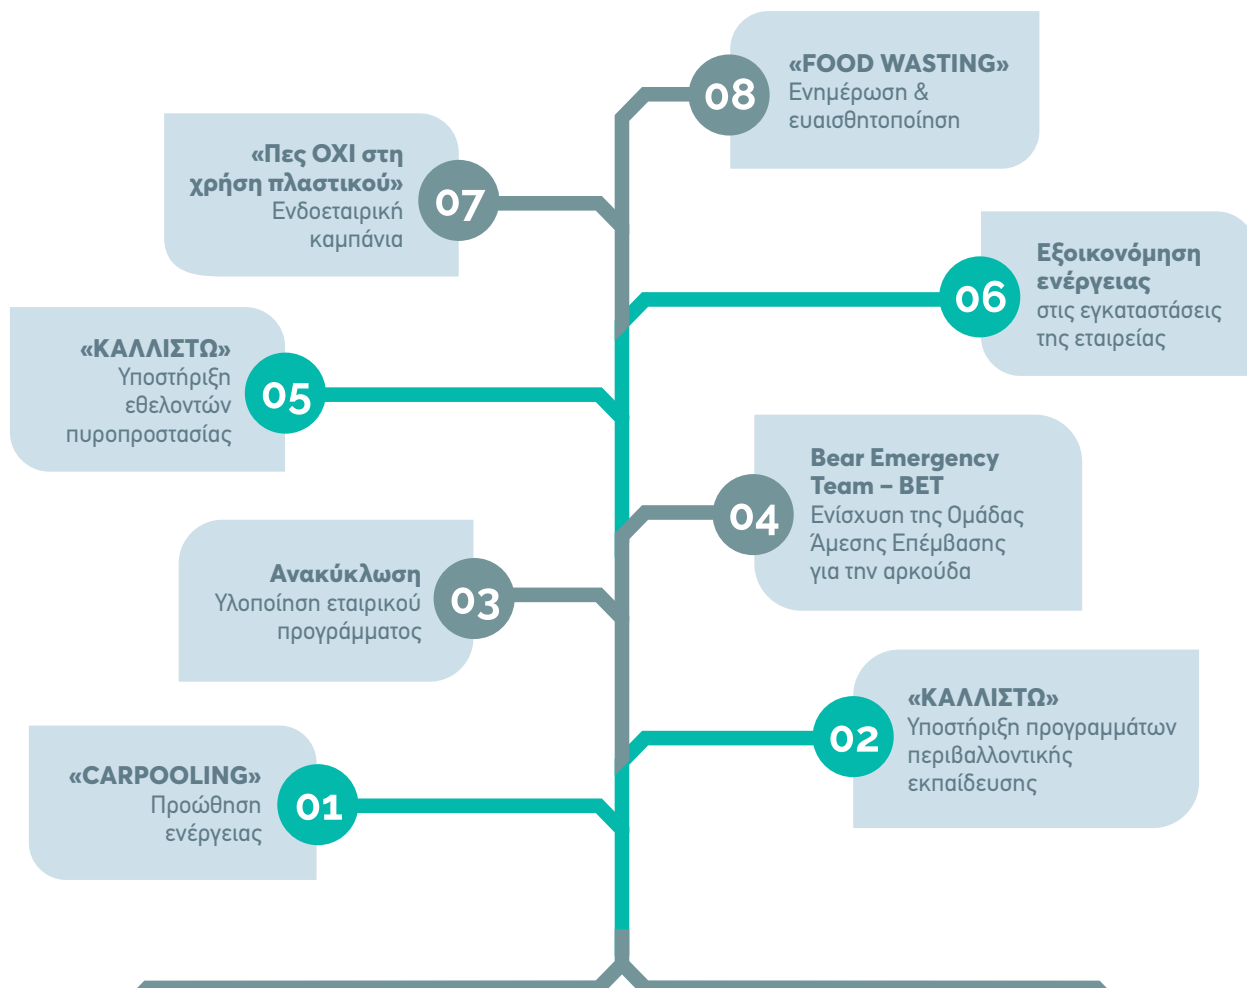 08
«FOOD WASTING»
Ενημέρωση &
ευαισθητοποίηση
07
«Πες ΟΧΙ στη
χρήση πλαστικού»
Ενδοεταιρική
καμπάνια
06
Εξοικονόμηση
ενέργειας
στις εγκαταστάσεις
της εταιρείας
05
«ΚΑΛΛΙΣΤΩ»
Υποστήριξη
εθελοντών
πυροπροστασίας
04
Bear Emergency
Team – BET
Ενίσχυση της Ομάδας
Άμεσης Επέμβασης
για την αρκούδα
03
Ανακύκλωση
Υλοποίηση εταιρικού
προγράμματος
02
«ΚΑΛΛΙΣΤΩ»
Υποστήριξη προγραμμάτων
περιβαλλοντικής
εκπαίδευσης
01
«CARPOOLING»
Προώθηση
ενέργειας